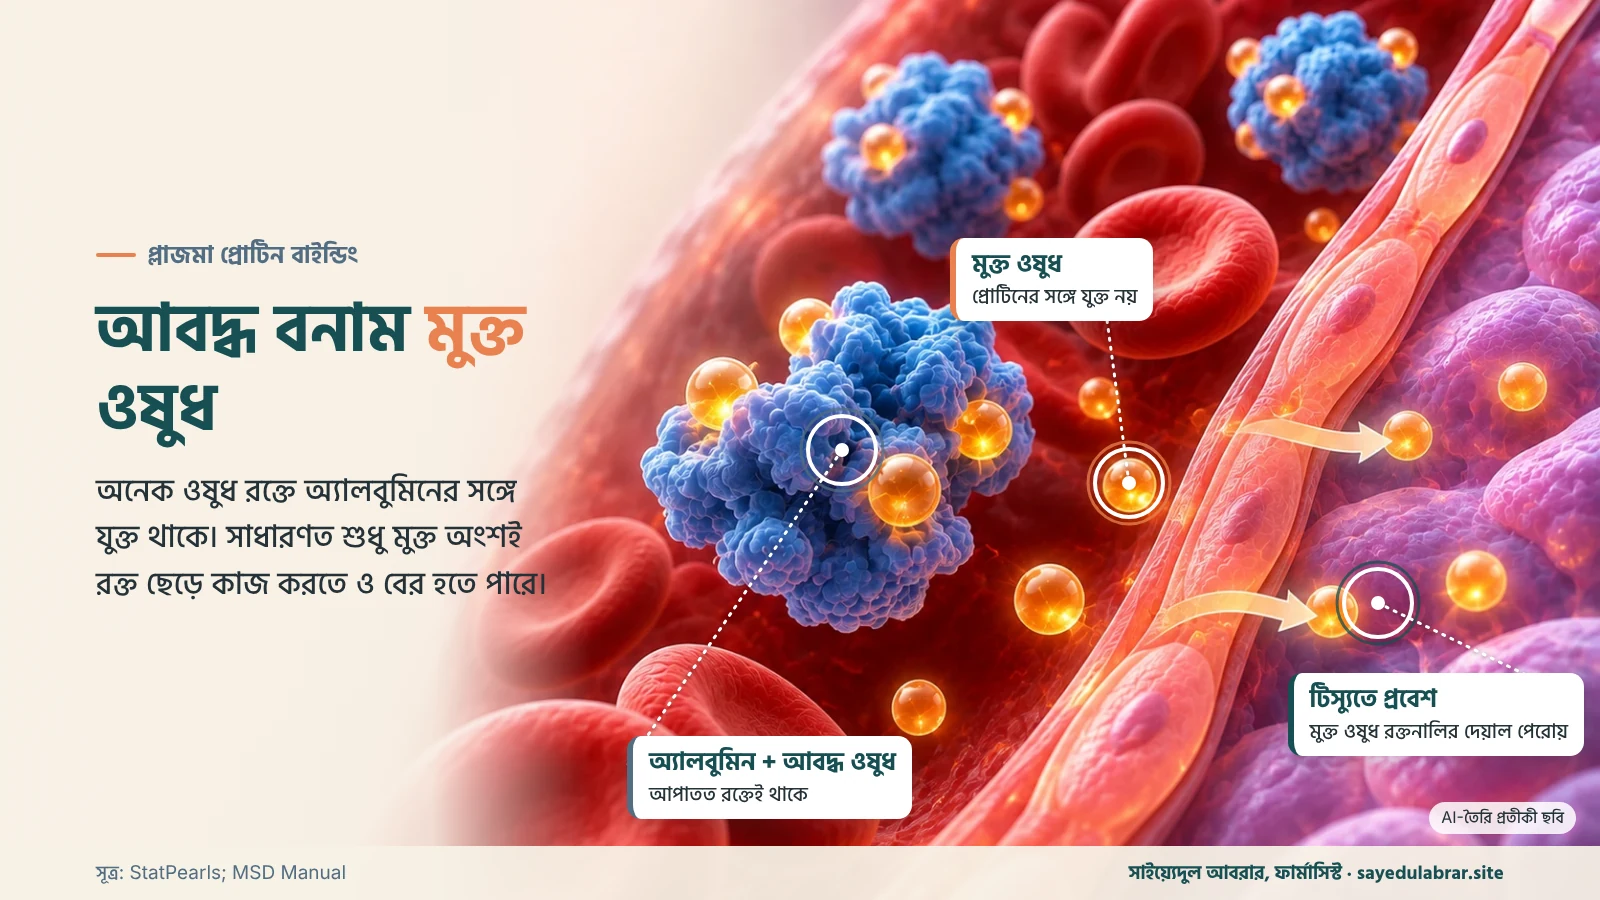 প্লাজমা প্রোটিন বাইন্ডিং
আবদ্ধ বনাম মুক্ত
ওষুধ
অনেক ওষুধ রক্তে অ্যালবুমিনের সঙ্গে
যুক্ত থাকে। সাধারণত শুধু মুক্ত অংশই
রক্ত ছেড়ে কাজ করতে ও বের হতে পারে।
মুক্ত ওষুধ
প্রোটিনের সঙ্গে যুক্ত নয়
টিস্যুতে প্রবেশ
মুক্ত ওষুধ রক্তনালির দেয়াল পেরোয়
অ্যালবুমিন + আবদ্ধ ওষুধ
আপাতত রক্তেই থাকে
AI-তৈরি প্রতীকী ছবি
সূত্র: StatPearls; MSD Manual
সাইয়্যেদুল আবরার, ফার্মাসিস্ট · sayedulabrar.site